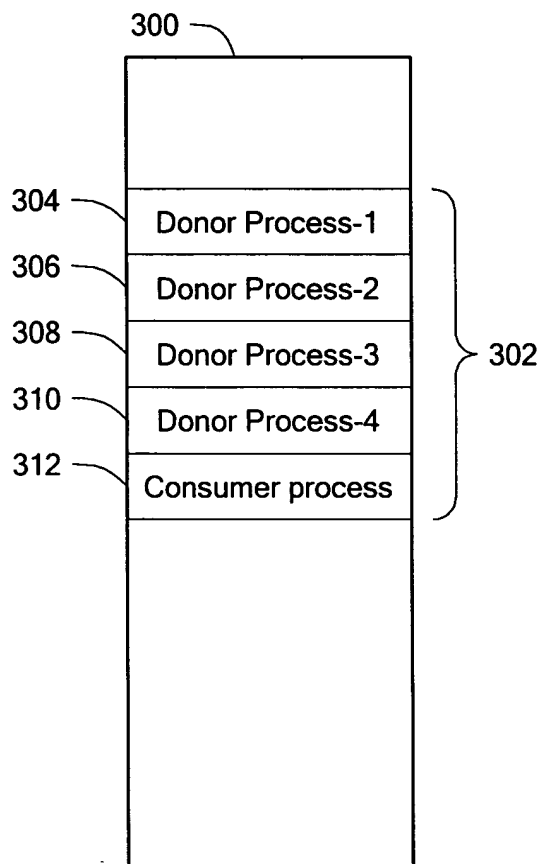 300
304
Donor Process-1
306
Donor Process-2
308
Donor Process-3
302
310
Donor Process-4
312
Consumer process